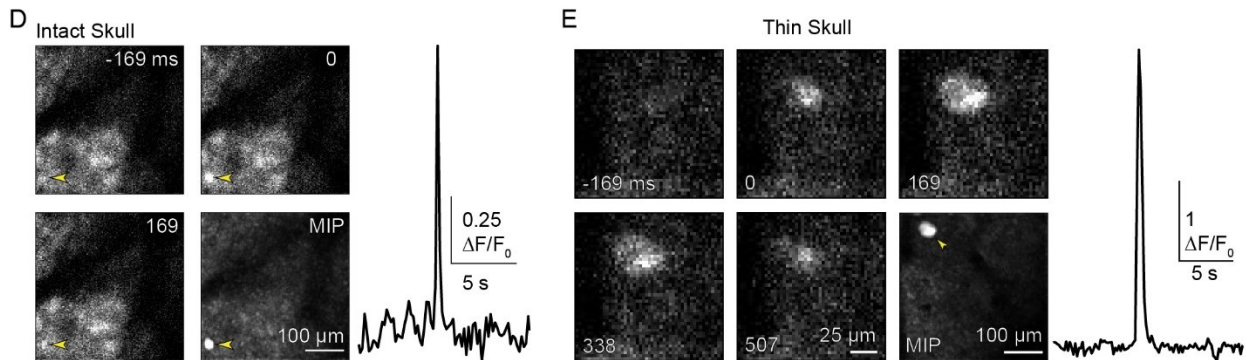 D
Intact Skull
-169 ms
0
169
MIP
100 µm
0.25
ΔF/F0
5 s
E
Thin Skull
-169 ms
0
169
338
507
25 µm
MIP
100 µm
1
ΔF/F0
5 s